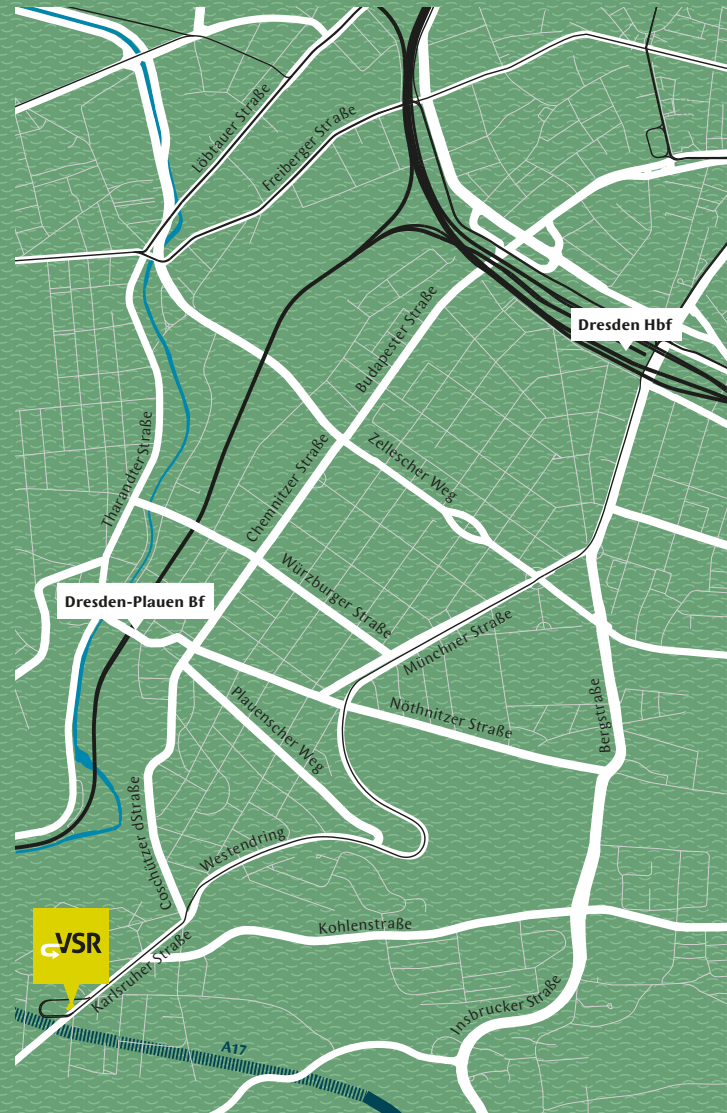 Löbtauer Straße
Freiberger Straße
Budapester Straße
Dresden Hbf
Tharandter Straße
Chemnitzer Straße
Zellescher Weg
Würzburger Straße
Dresden-Plauen Bf
Münchner Straße
Plauenscher Weg
Nöthnitzer Straße
Bergstraße
Coschützer dStraße
Westendring
Kohlenstraße
VSR
Karlsruher Straße
Insbrucker Straße
A17